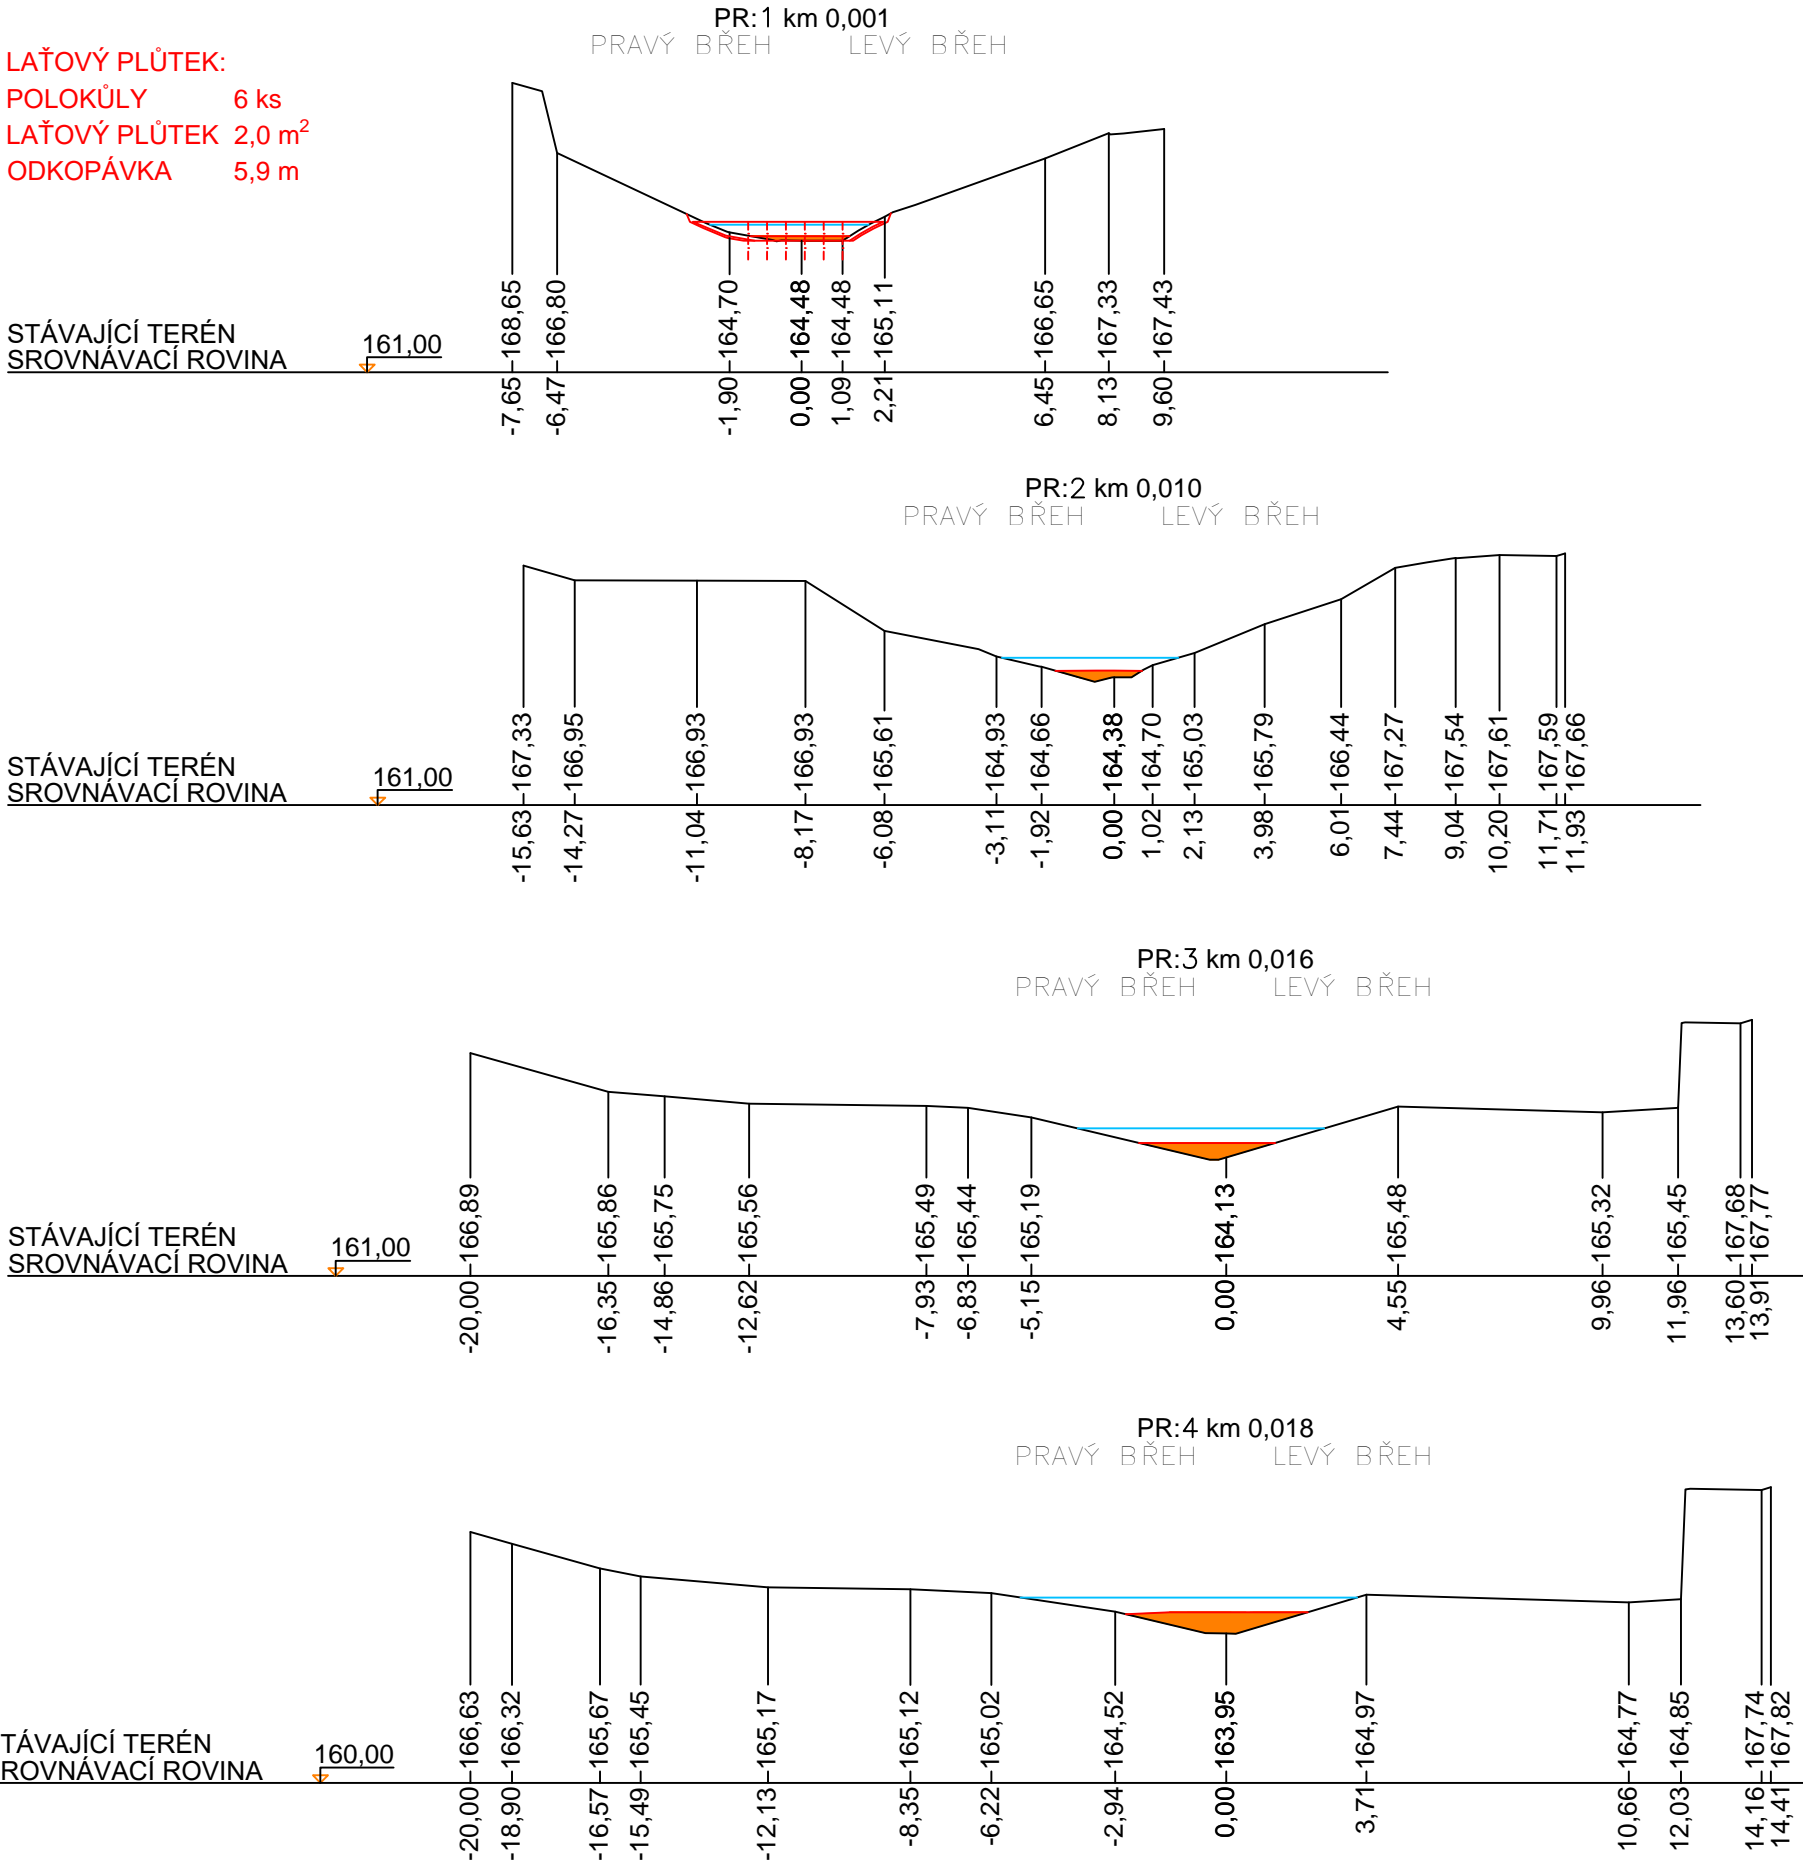 PR:1 km 0,001
PRAVÝ BŘEH LEVÝ BŘEH
LAŤOVÝ PLŮTEK:
POLOKŮLY 6 ks
LAŤOVÝ PLŮTEK 2,0 m²
ODKOPÁVKA 5,9 m
168,65 166,80 164,70 164,48 164,48 165,11 166,65 167,33 167,43
STÁVAJÍCÍ TERÉN
SROVNÁVACÍ ROVINA 161,00
-7,65 -6,47 -1,90 0,00 1,09 2,21 6,45 8,13 9,60
PR:2 km 0,010
PRAVÝ BŘEH LEVÝ BŘEH
167,33 166,95 166,93 166,93 165,61 164,93 164,66 164,38 164,70 165,03 165,79 166,44 167,27 167,54 167,61 167,59 167,66
STÁVAJÍCÍ TERÉN
SROVNÁVACÍ ROVINA 161,00
-15,63 -14,27 -11,04 -8,17 -6,08 -3,11 -1,92 0,00 1,02 2,13 3,98 6,01 7,44 9,04 10,20 11,71 11,93
PR:3 km 0,016
PRAVÝ BŘEH LEVÝ BŘEH
166,89 165,86 165,75 165,56 165,49 165,44 165,19 164,13 165,48 165,32 165,45 167,68 167,77
STÁVAJÍCÍ TERÉN
SROVNÁVACÍ ROVINA 161,00
-20,00 -16,35 -14,86 -12,62 -7,93 -6,83 -5,15 0,00 4,55 9,96 11,96 13,60 13,91
PR:4 km 0,018
PRAVÝ BŘEH LEVÝ BŘEH
166,63 166,32 165,67 165,45 165,17 165,12 165,02 164,52 163,95 164,97 164,77 164,85 167,74 167,82
TÁVAJÍCÍ TERÉN
ROVNÁVACÍ ROVINA 160,00
-20,00 -18,90 -16,57 -15,49 -12,13 -8,35 -6,22 -2,94 0,00 3,71 10,66 12,03 14,16 14,41